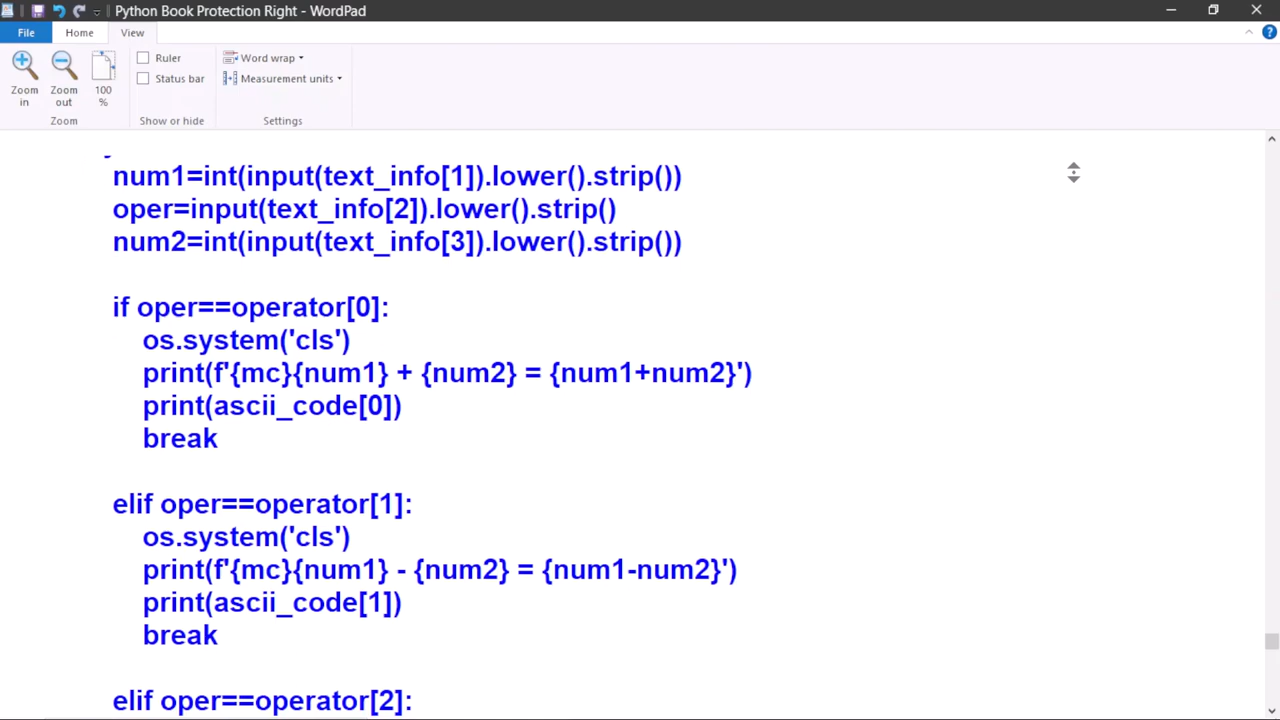 Python Book Protection Right - WordPad
File Home View
Zoom in
Zoom out
100 %
Ruler
Status bar
Word wrap
Measurement units
Zoom
Show or hide
Settings
num1=int(input(text_info[1]).lower().strip())
oper=input(text_info[2]).lower().strip()
num2=int(input(text_info[3]).lower().strip())
if oper==operator[0]:
os.system('cls')
print(f'{mc}{num1} + {num2} = {num1+num2}')
print(ascii_code[0])
break
elif oper==operator[1]:
os.system('cls')
print(f'{mc}{num1} - {num2} = {num1-num2}')
print(ascii_code[1])
break
elif oper==operator[2]: